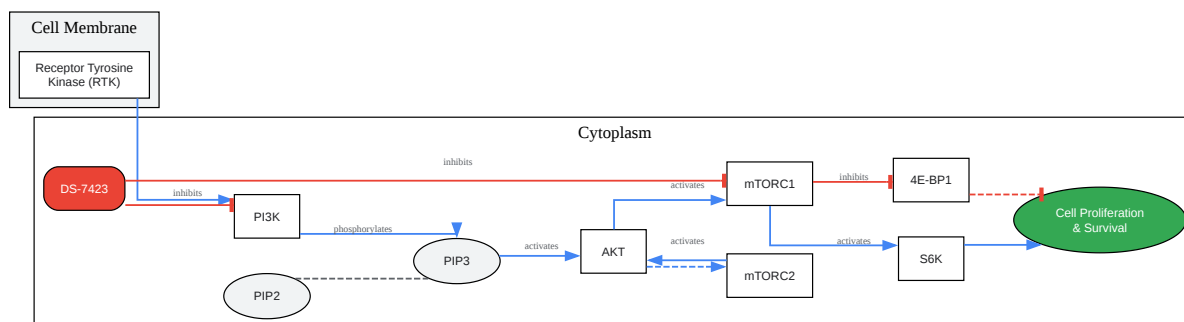 Cell Membrane
Receptor Tyrosine
Kinase (RTK)
Cytoplasm
DS-7423
inhibits
inhibits
PI3K
phosphorylates
PIP3
PIP2
activates
AKT
activates
activates
mTORC1
mTORC2
inhibits
4E-BP1
activates
S6K
Cell Proliferation
& Survival